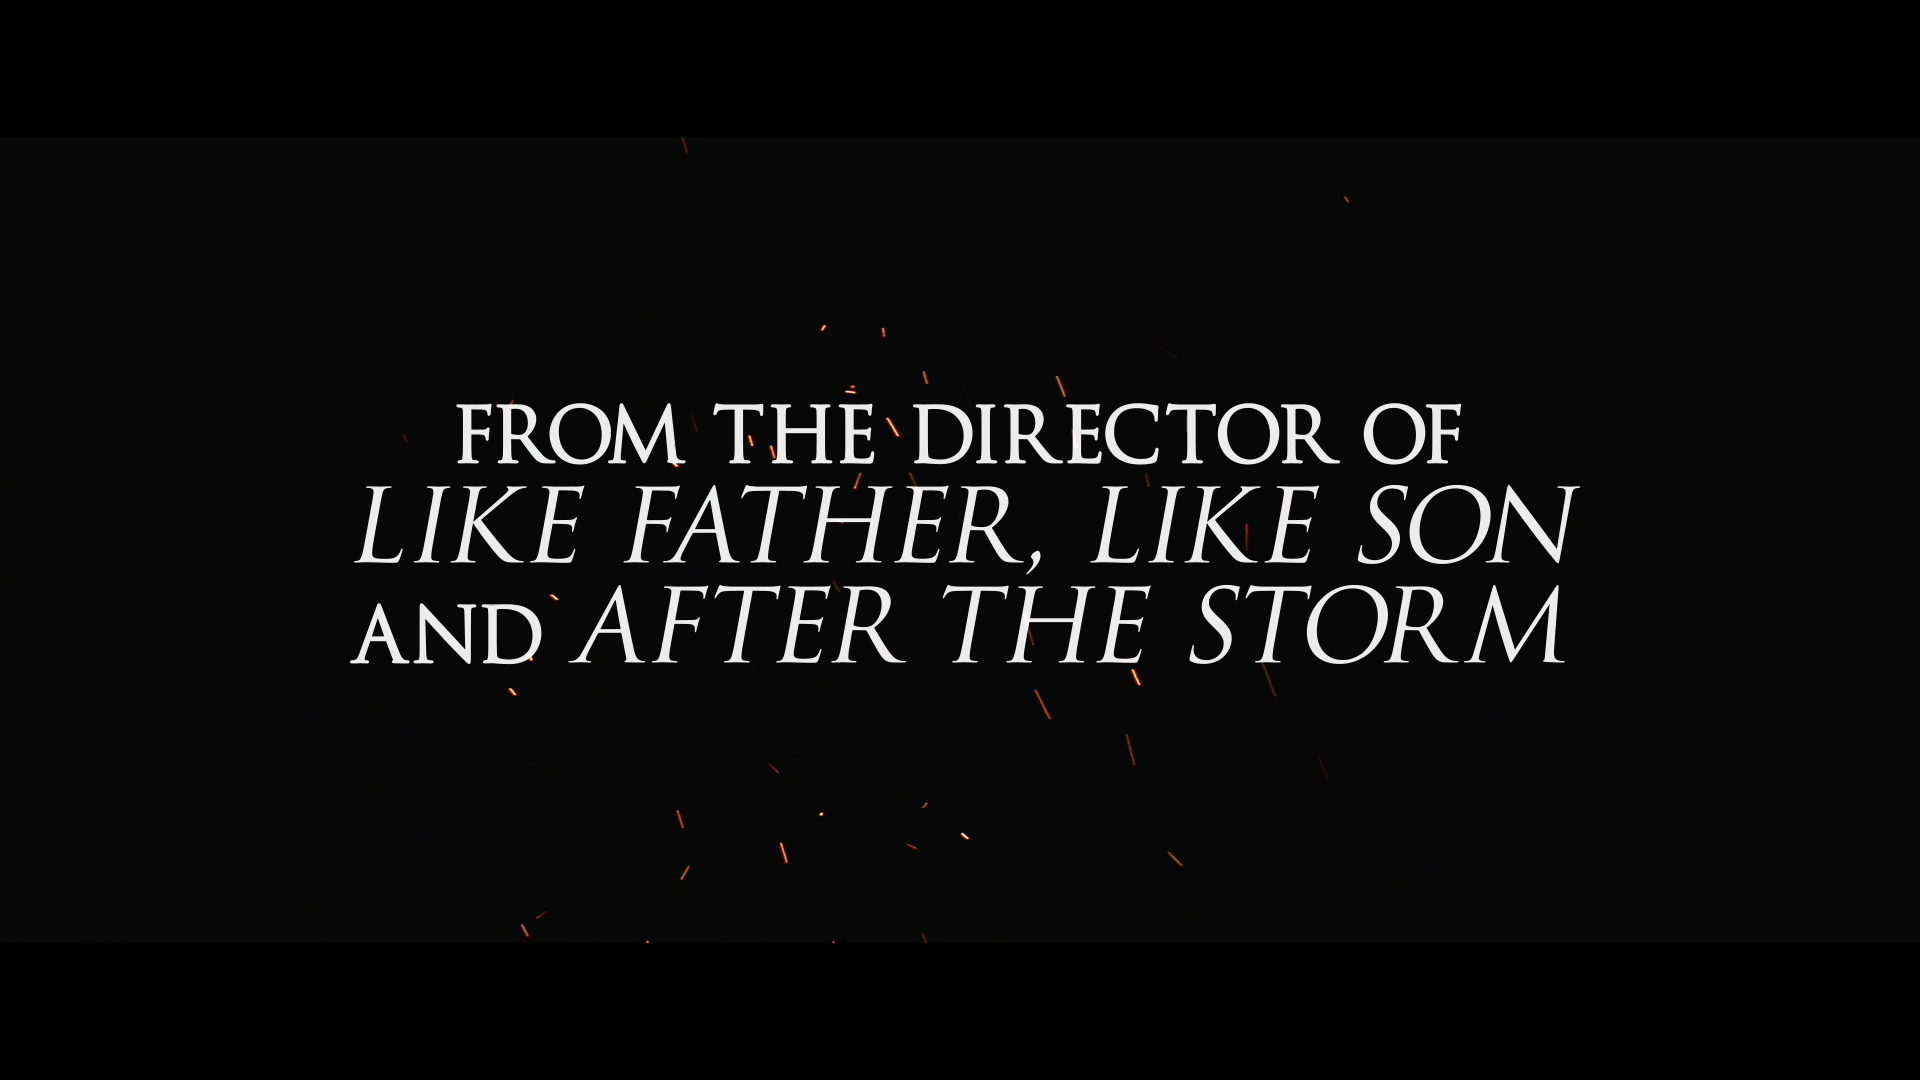 FROM THE DIRECTOR OF
LIKE FATHER, LIKE SON
AND AFTER THE STORM